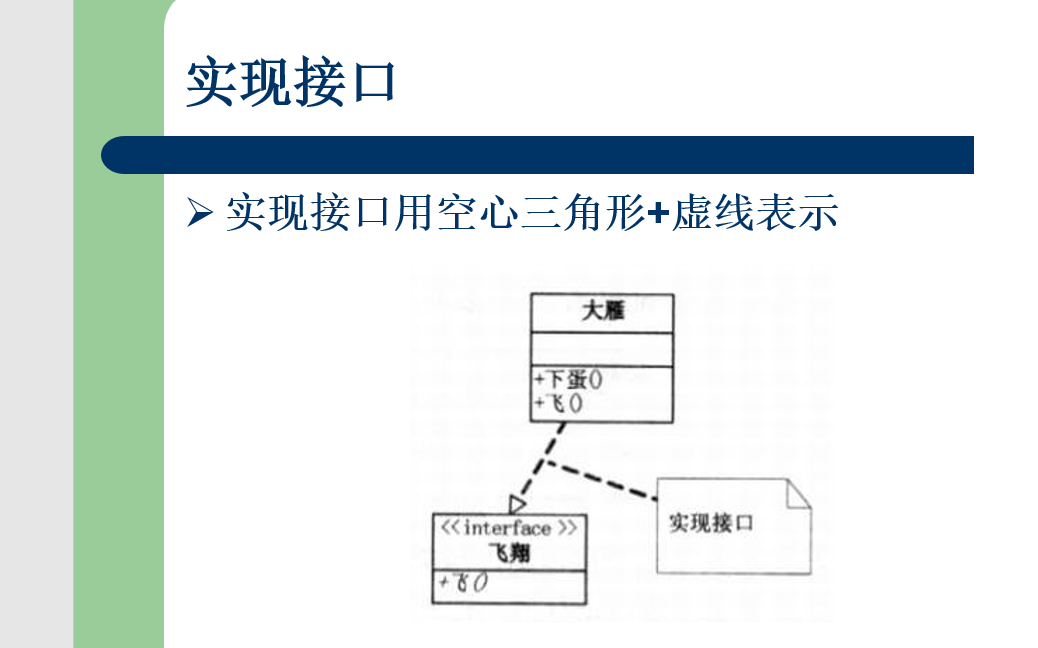 实现接口
实现接口用空心三角形+虚线表示
大雁
+下蛋()
+飞()
<<interface>>
飞翔
+飞()
实现接口